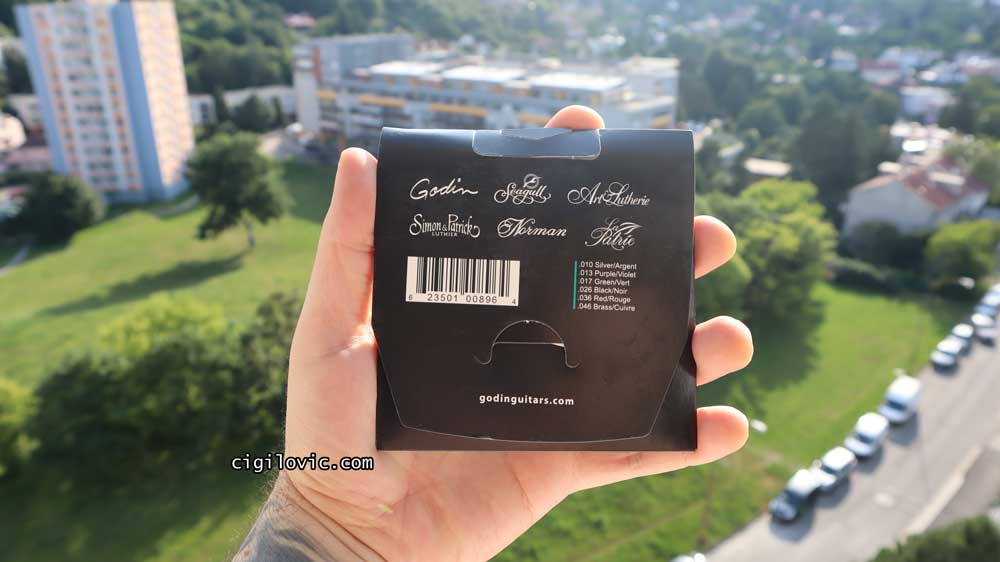 Godin
Seagull
Art & Lutherie
Simon & Patrick
LUTHIER
Norman
La Patrie
.010 Silver/Argent
.013 Purple/Violet
.017 Green/Vert
.026 Black/Noir
.036 Red/Rouge
.046 Brass/Cuivre
6 23501 00896 4
godinguitars.com
cigilovic.com